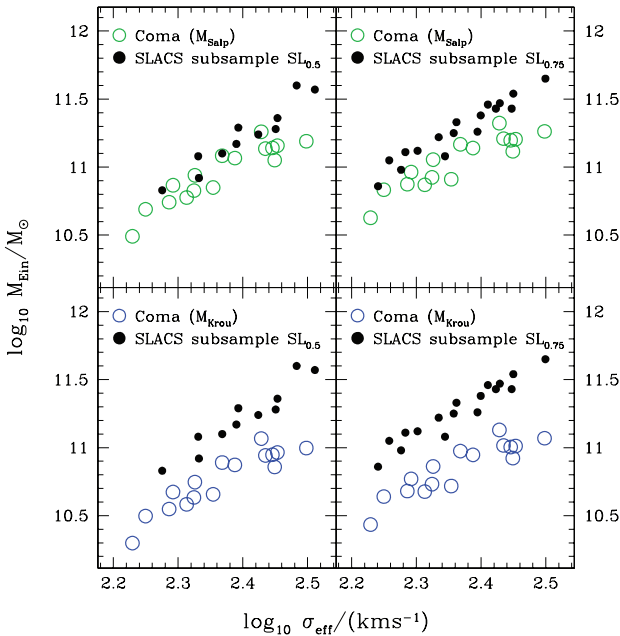 12
Coma (M_Salp)
SLACS subsample SL_0.5
Coma (M_Salp)
SLACS subsample SL_0.75
12
11.5
11.5
11
11
10.5
10.5
12
Coma (M_Krou)
SLACS subsample SL_0.5
Coma (M_Krou)
SLACS subsample SL_0.75
12
11.5
11.5
11
11
10.5
10.5
2.2 2.3 2.4 2.5 2.2 2.3 2.4 2.5
log₁₀ M_Ein/M_⊙
log₁₀ σ_eff/(kms⁻¹)